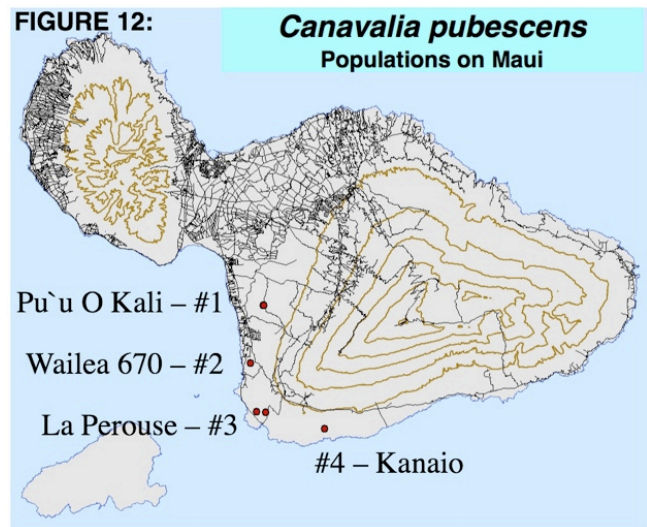 FIGURE 12:
Canavalia pubescens
Populations on Maui
Pu`u O Kali – #1
Wailea 670 – #2
La Perouse – #3
#4 – Kanaio